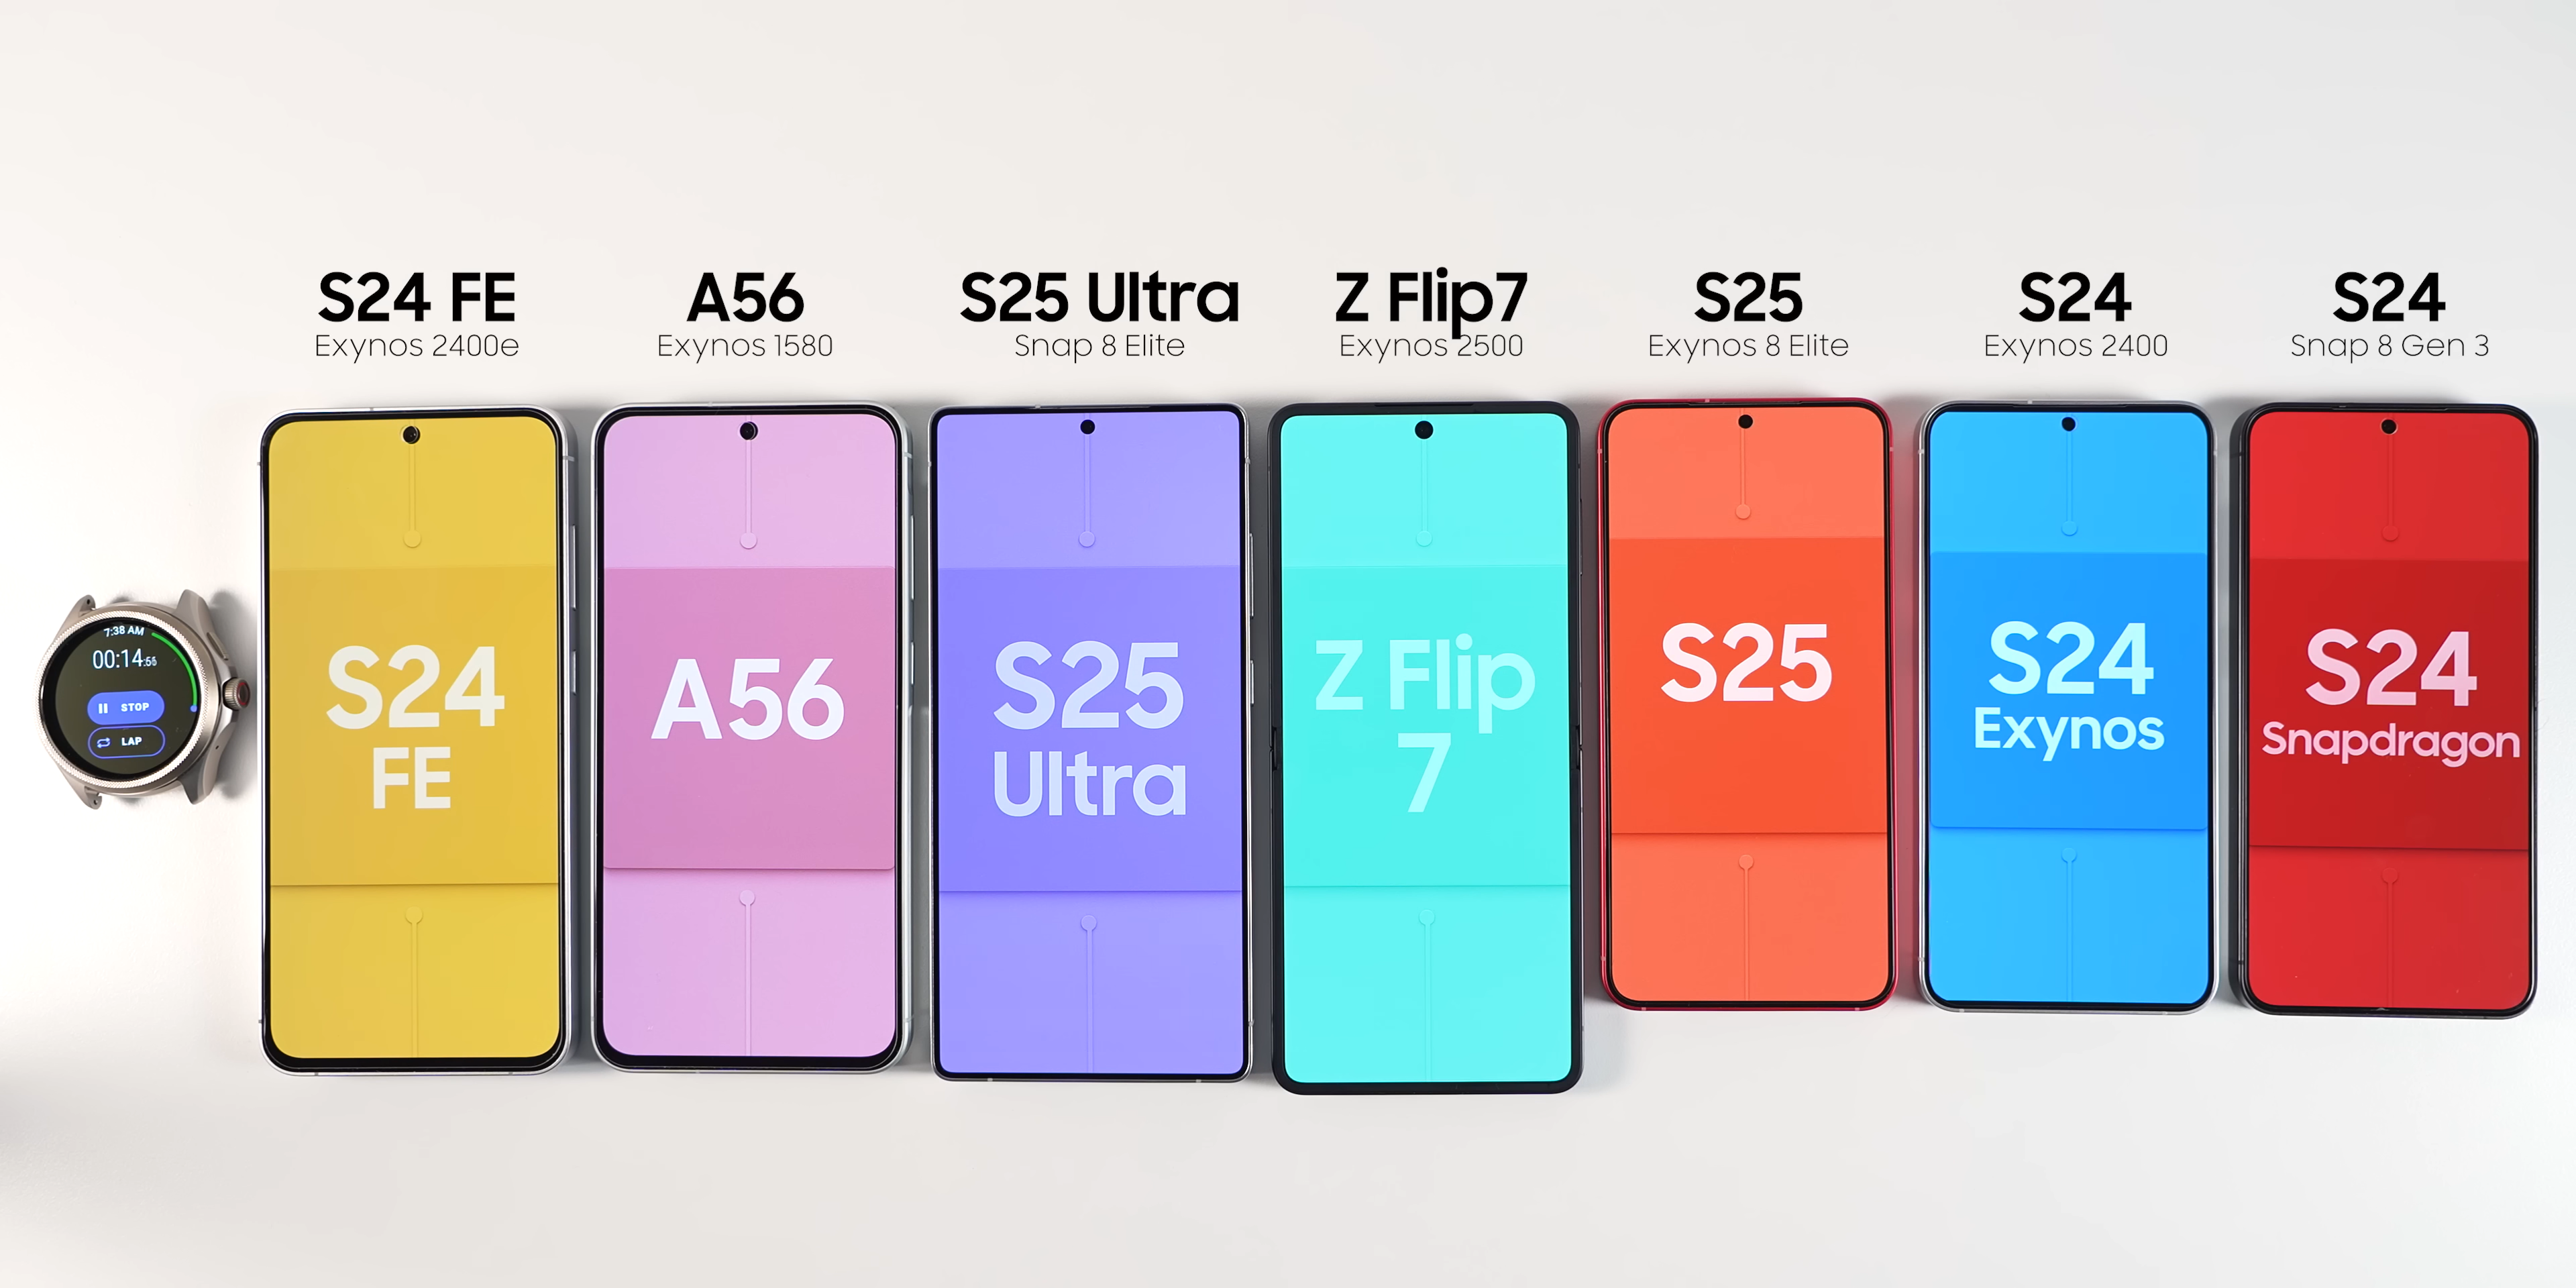 S24 FE
Exynos 2400e
A56
Exynos 1580
S25 Ultra
Snap 8 Elite
Z Flip7
Exynos 2500
S25
Exynos 8 Elite
S24
Exynos 2400
S24
Snap 8 Gen 3
7:38 AM
00:14:56
STOP
LAP
S24
FE
A56
S25
Ultra
Z Flip
7
S25
S24
Exynos
S24
Snapdragon